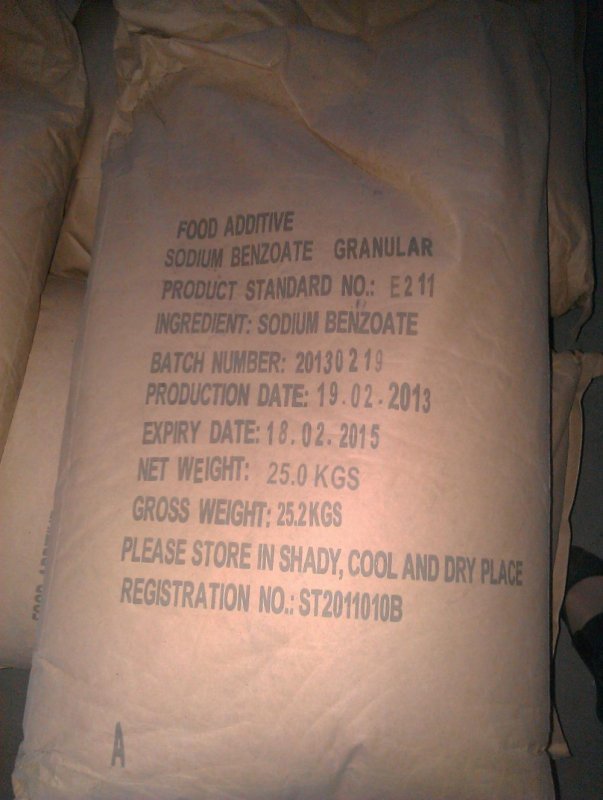 FOOD ADDITIVE
SODIUM BENZOATE GRANULAR
PRODUCT STANDARD NO.: E211
INGREDIENT: SODIUM BENZOATE
BATCH NUMBER: 20130219
PRODUCTION DATE: 19.02.2013
EXPIRY DATE: 18.02.2015
NET WEIGHT: 25.0 KGS
GROSS WEIGHT: 25.2KGS
PLEASE STORE IN SHADY, COOL AND DRY PLACE
REGISTRATION NO.: ST2011010B
A